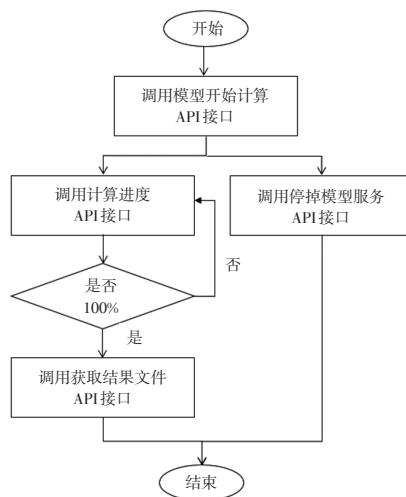 开始
调用模型开始计算
API接口
调用计算进度
API接口
调用停掉模型服务
API接口
否
是否
100%
是
调用获取结果文件
API接口
结束